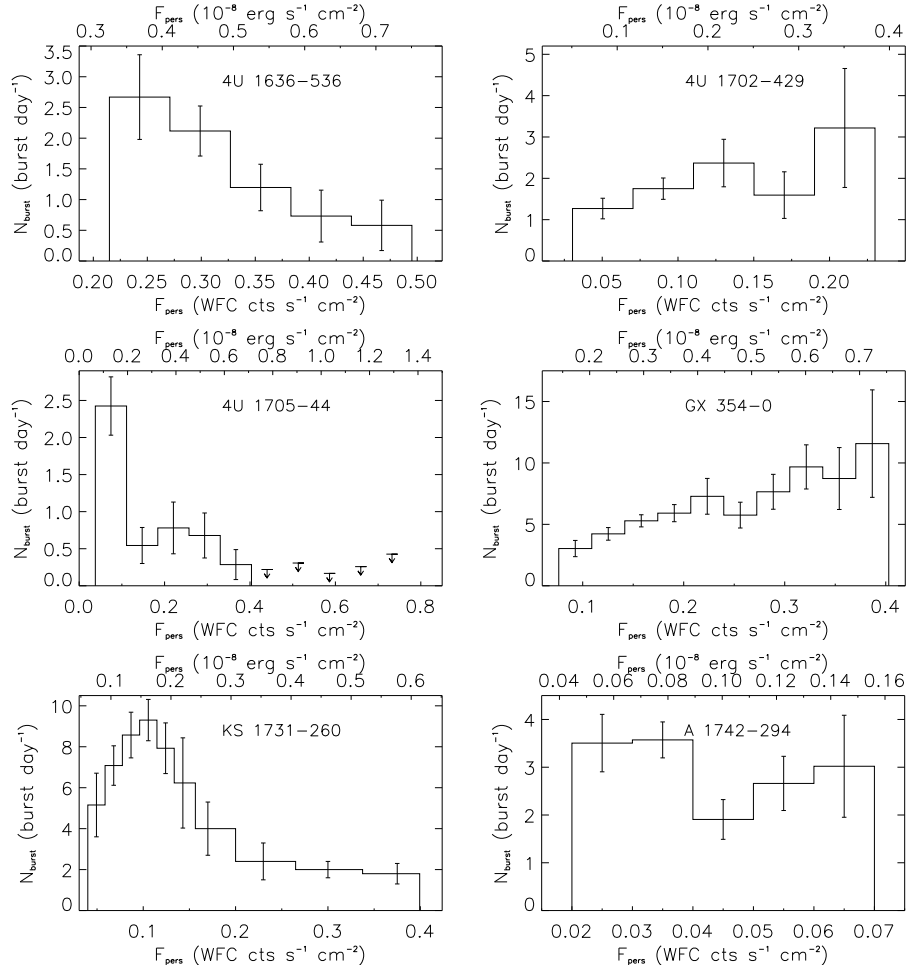 F_pers (10⁻⁸ erg s⁻¹ cm⁻²)
0.3 0.4 0.5 0.6 0.7
4U 1636−536
N_burst (burst day⁻¹)
3.5
3.0
2.5
2.0
1.5
1.0
0.5
0.0
0.20 0.25 0.30 0.35 0.40 0.45 0.50
F_pers (WFC cts s⁻¹ cm⁻²)
F_pers (10⁻⁸ erg s⁻¹ cm⁻²)
0.1 0.2 0.3 0.4
4U 1702−429
N_burst (burst day⁻¹)
5
4
3
2
1
0
0.05 0.10 0.15 0.20
F_pers (WFC cts s⁻¹ cm⁻²)
F_pers (10⁻⁸ erg s⁻¹ cm⁻²)
0.0 0.2 0.4 0.6 0.8 1.0 1.2 1.4
4U 1705−44
N_burst (burst day⁻¹)
2.5
2.0
1.5
1.0
0.5
0.0
0.0 0.2 0.4 0.6 0.8
F_pers (WFC cts s⁻¹ cm⁻²)
F_pers (10⁻⁸ erg s⁻¹ cm⁻²)
0.2 0.3 0.4 0.5 0.6 0.7
GX 354−0
N_burst (burst day⁻¹)
15
10
5
0
0.1 0.2 0.3 0.4
F_pers (WFC cts s⁻¹ cm⁻²)
F_pers (10⁻⁸ erg s⁻¹ cm⁻²)
0.1 0.2 0.3 0.4 0.5 0.6
KS 1731−260
N_burst (burst day⁻¹)
10
8
6
4
2
0
0.1 0.2 0.3 0.4
F_pers (WFC cts s⁻¹ cm⁻²)
F_pers (10⁻⁸ erg s⁻¹ cm⁻²)
0.04 0.06 0.08 0.10 0.12 0.14 0.16
A 1742−294
N_burst (burst day⁻¹)
4
3
2
1
0
0.02 0.03 0.04 0.05 0.06 0.07
F_pers (WFC cts s⁻¹ cm⁻²)